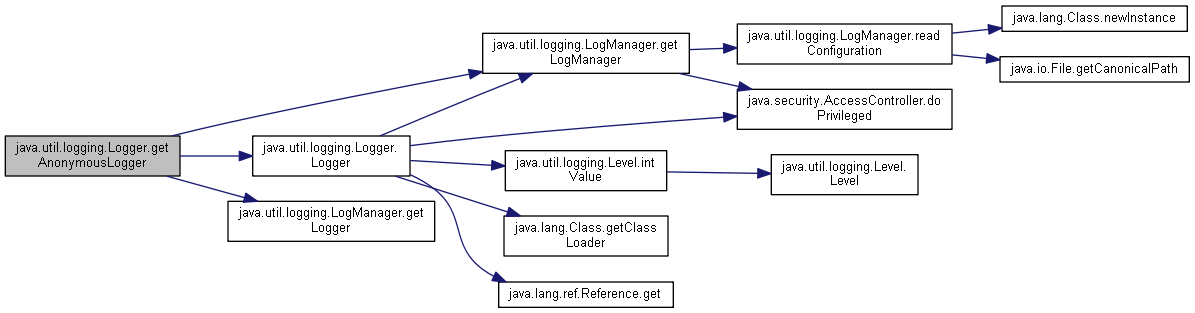 java.util.logging.Logger.get
AnonymousLogger
java.util.logging.LogManager.get
LogManager
java.util.logging.Logger.
Logger
java.util.logging.LogManager.get
Logger
java.util.logging.LogManager.read
Configuration
java.security.AccessController.do
Privileged
java.util.logging.Level.int
Value
java.lang.Class.getClass
Loader
java.lang.ref.Reference.get
java.lang.Class.newInstance
java.io.File.getCanonicalPath
java.util.logging.Level.
Level